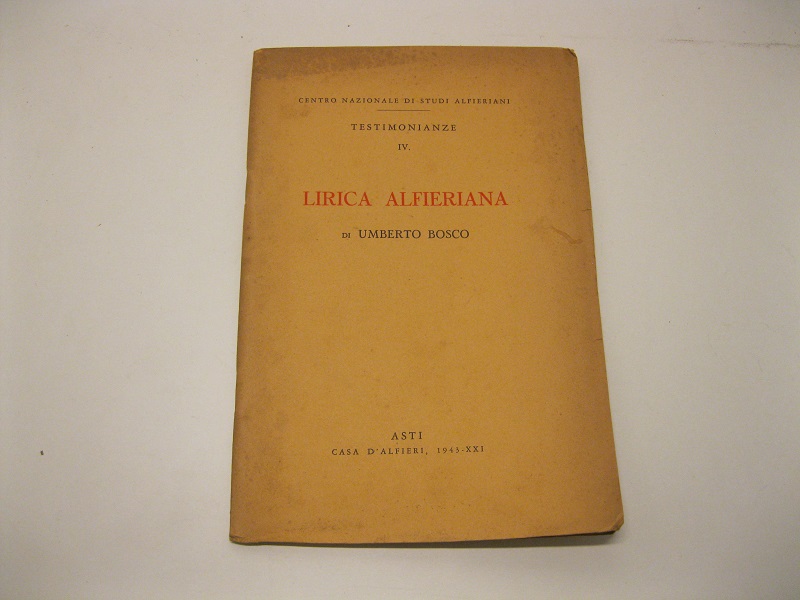 CENTRO NAZIONALE DI STUDI ALFIERIANI
TESTIMONIANZE
IV.
LIRICA ALFIERIANA
DI UMBERTO BOSCO
ASTI
CASA D'ALFIERI, 1943-XXI